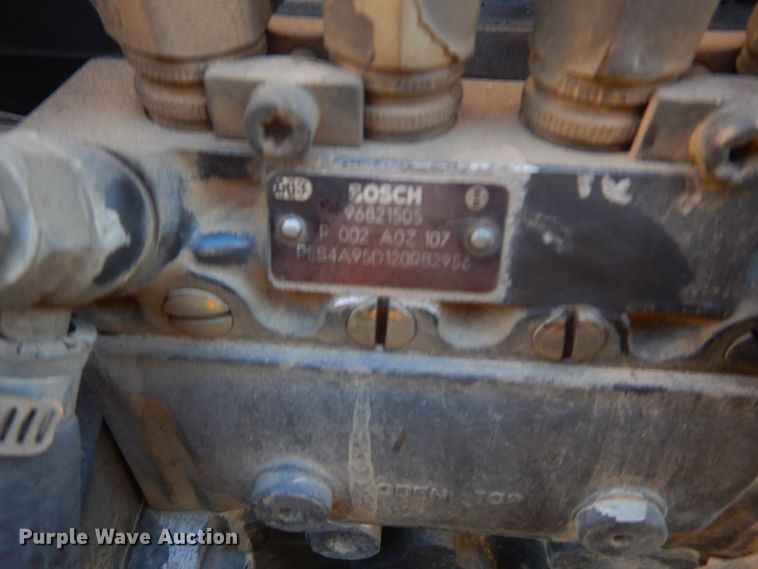 BOSCH
96821505
P 002 A0Z 107
PES4A95D120RS2956
Purple Wave Auction